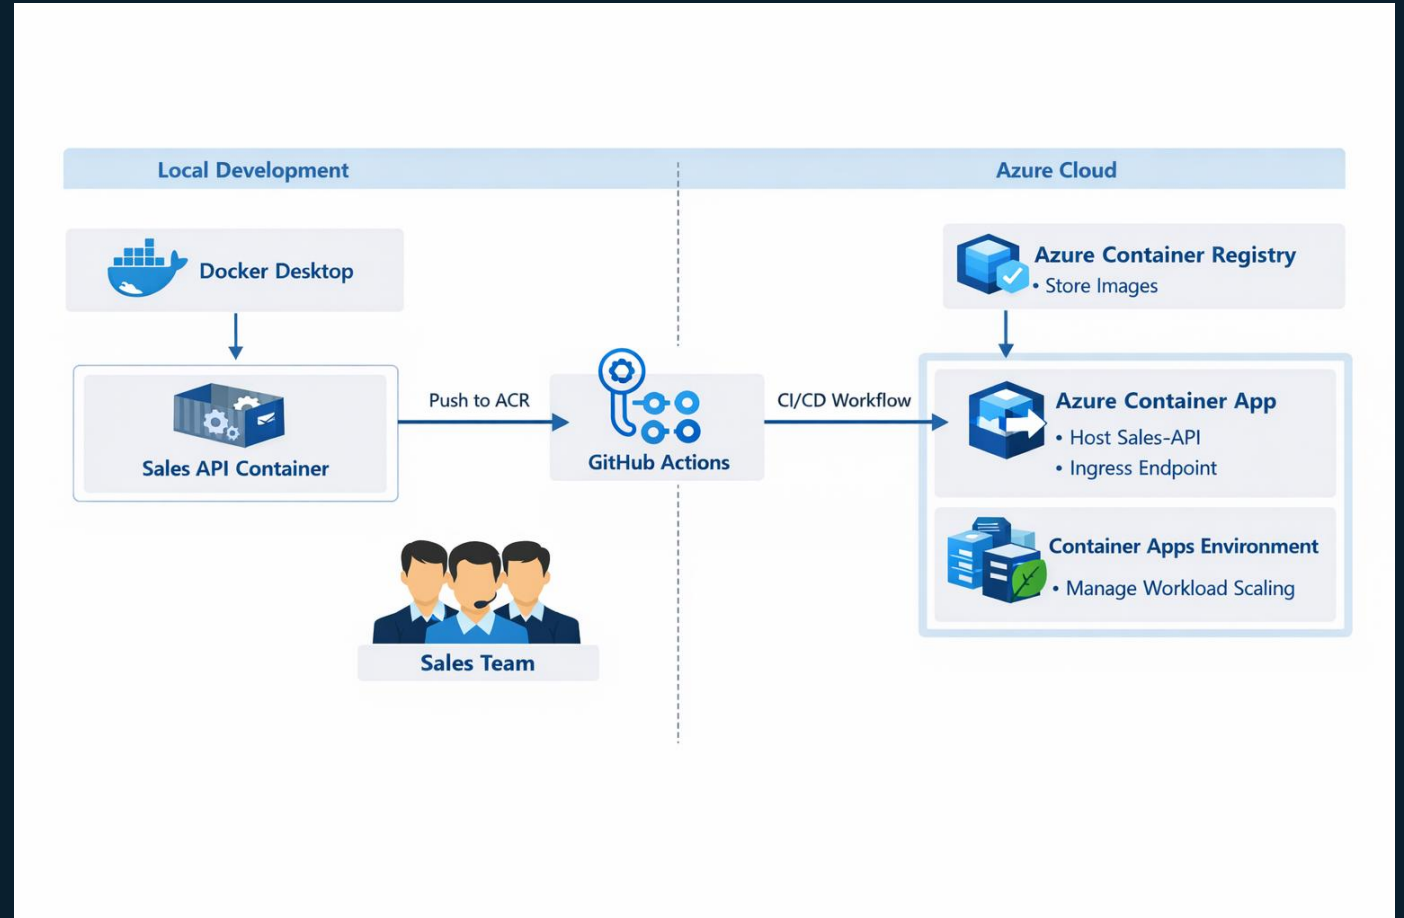 Local Development
Azure Cloud
Docker Desktop
Azure Container Registry
• Store Images
Sales API Container
Push to ACR
GitHub Actions
CI/CD Workflow
Azure Container App
• Host Sales-API
• Ingress Endpoint
Container Apps Environment
• Manage Workload Scaling
Sales Team